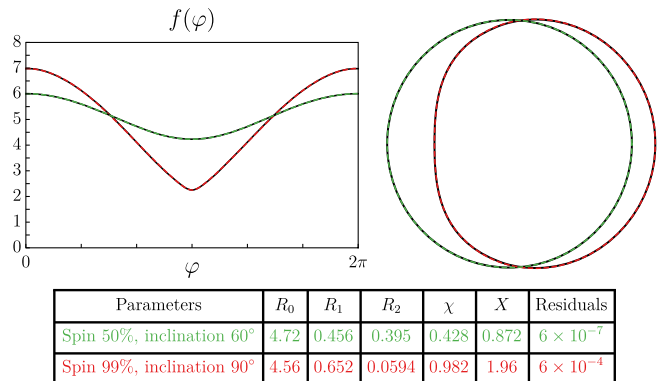 f(φ)
8
7
6
5
4
3
2
1
0
0 φ 2π
Parameters R₀ R₁ R₂ χ X Residuals
Spin 50%, inclination 60° 4.72 0.456 0.395 0.428 0.872 6 × 10⁻⁷
Spin 99%, inclination 90° 4.56 0.652 0.0594 0.982 1.96 6 × 10⁻⁴